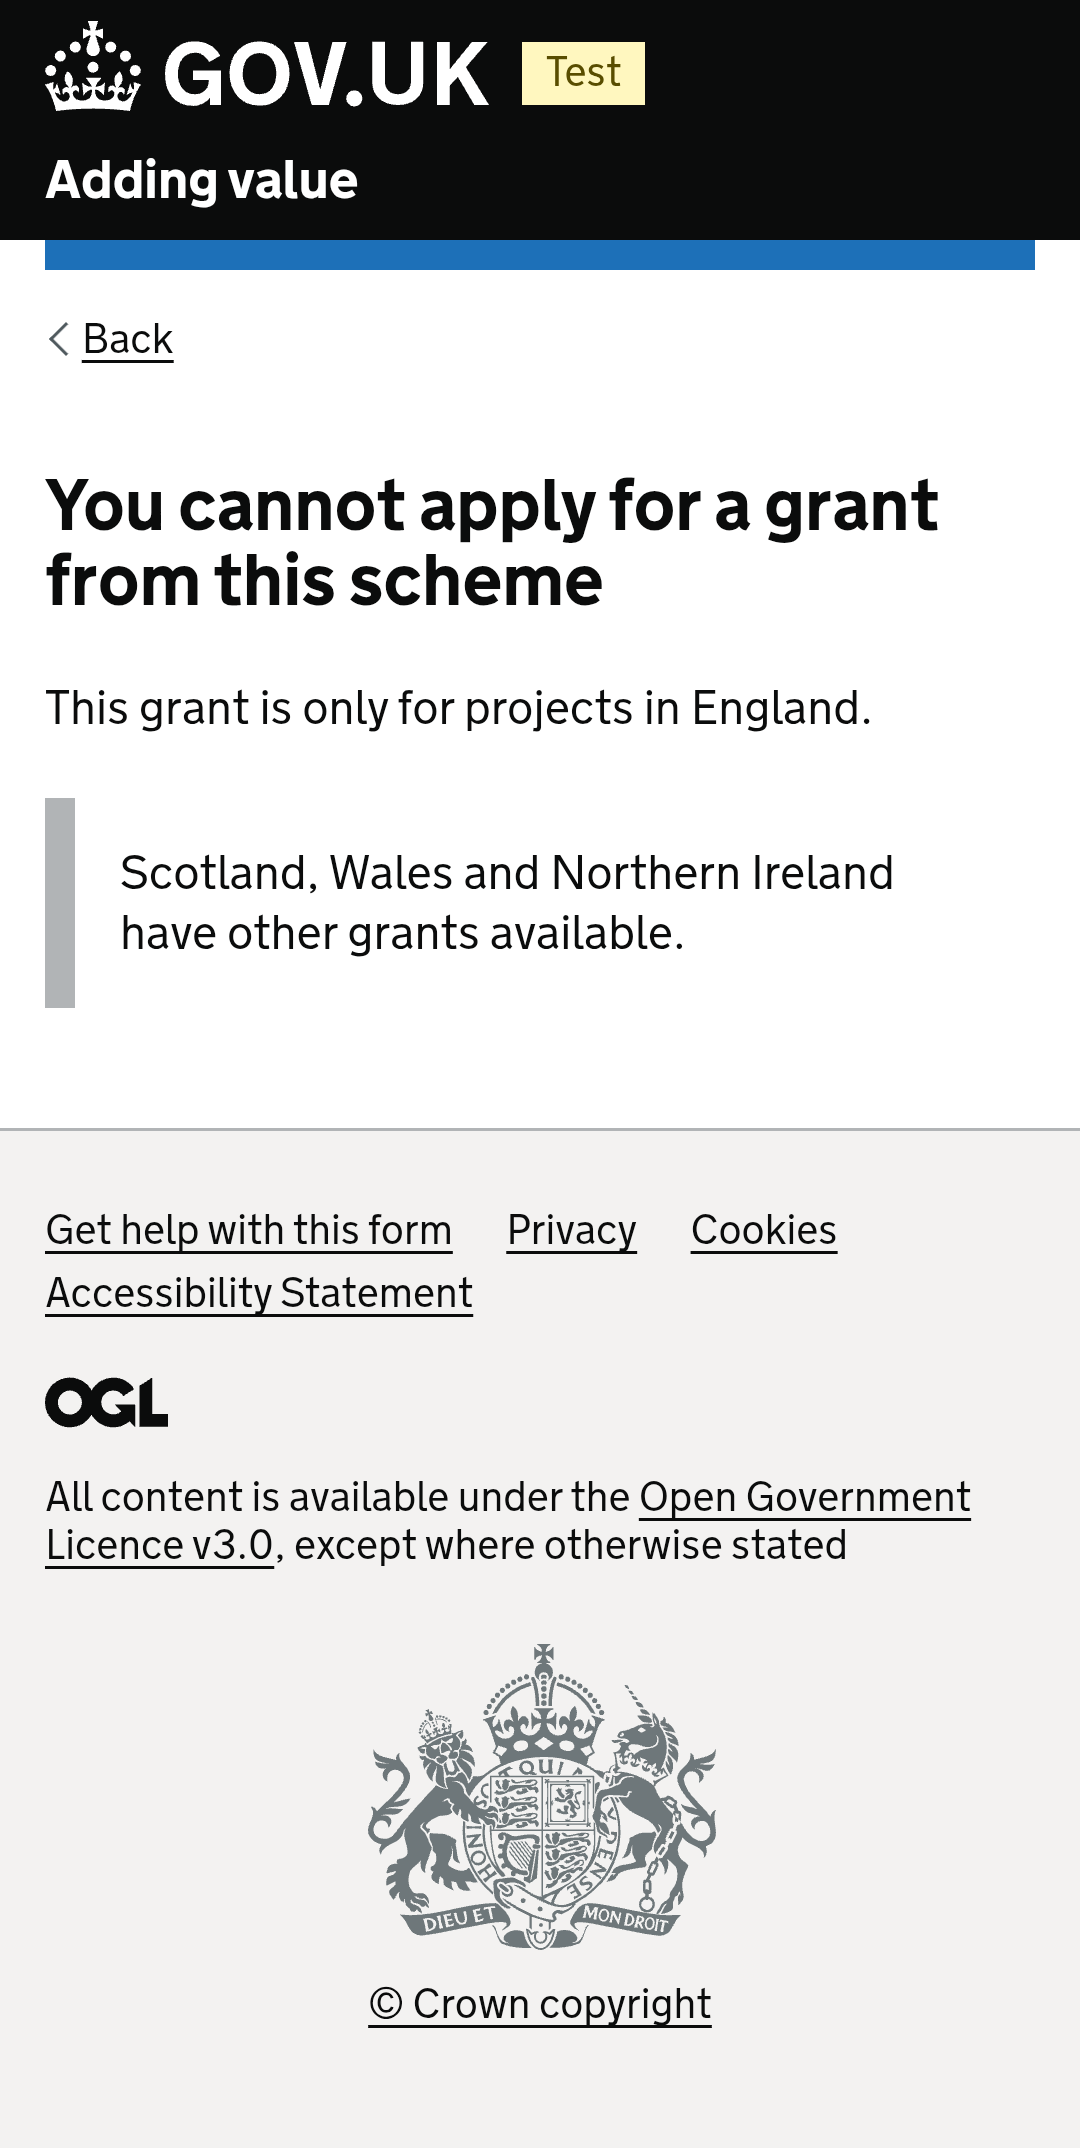 GOV.UK Test
Adding value
Back
You cannot apply for a grant
from this scheme
This grant is only for projects in England.
Scotland, Wales and Northern Ireland
have other grants available.
Get help with this form Privacy Cookies
Accessibility Statement
OGL
All content is available under the Open Government
Licence v3.0, except where otherwise stated
DIEU ET MON DROIT
© Crown copyright